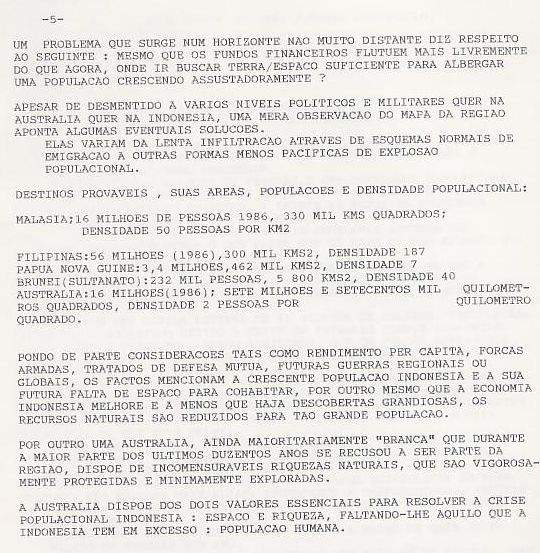 -5-
UM PROBLEMA QUE SURGE NUM HORIZONTE NAO MUITO DISTANTE DIZ RESPEITO
AO SEGUINTE : MESMO QUE OS FUNDOS FINANCEIROS FLUTUEM MAIS LIVREMENTE
DO QUE AGORA, ONDE IR BUSCAR TERRA/ESPACO SUFICIENTE PARA ALBERGAR
UMA POPULACAO CRESCENDO ASSUSTADORAMENTE ?
APESAR DE DESMENTIDO A VARIOS NIVEIS POLITICOS E MILITARES QUER NA
AUSTRALIA QUER NA INDONESIA, UMA MERA OBSERVACAO DO MAPA DA REGIAO
APONTA ALGUMAS EVENTUAIS SOLUCOES.
ELAS VARIAM DA LENTA INFILTRACAO ATRAVES DE ESQUEMAS NORMAIS DE
EMIGRACAO A OUTRAS FORMAS MENOS PACIFICAS DE EXPLOSAO
POPULACIONAL.
DESTINOS PROVAVEIS , SUAS AREAS, POPULACOES E DENSIDADE POPULACIONAL:
MALASIA;16 MILHOES DE PESSOAS 1986, 330 MIL KMS QUADRADOS;
DENSIDADE 50 PESSOAS POR KM2
FILIPINAS:56 MILHOES (1986),300 MIL KMS2, DENSIDADE 187
PAPUA NOVA GUINE:3,4 MILHOES,462 MIL KMS2, DENSIDADE 7
BRUNEI(SULTANATO):232 MIL PESSOAS, 5 800 KMS2, DENSIDADE 40
AUSTRALIA:16 MILHOES(1986); SETE MILHOES E SETECENTOS MIL QUILOMET-
ROS QUADRADOS, DENSIDADE 2 PESSOAS POR QUILOMETRO
QUADRADO.
PONDO DE PARTE CONSIDERACOES TAIS COMO RENDIMENTO PER CAPITA, FORCAS
ARMADAS, TRATADOS DE DEFESA MUTUA, FUTURAS GUERRAS REGIONAIS OU
GLOBAIS, OS FACTOS MENCIONAM A CRESCENTE POPULACAO INDONESIA E A SUA
FUTURA FALTA DE ESPACO PARA COHABITAR, POR OUTRO MESMO QUE A ECONOMIA
INDONESIA MELHORE E A MENOS QUE HAJA DESCOBERTAS GRANDIOSAS, OS
RECURSOS NATURAIS SAO REDUZIDOS PARA TAO GRANDE POPULACAO.
POR OUTRO UMA AUSTRALIA, AINDA MAIORITARIAMENTE "BRANCA" QUE DURANTE
A MAIOR PARTE DOS ULTIMOS DUZENTOS ANOS SE RECUSOU A SER PARTE DA
REGIAO, DISPOE DE INCOMENSURAVEIS RIQUEZAS NATURAIS, QUE SAO VIGOROSA-
MENTE PROTEGIDAS E MINIMAMENTE EXPLORADAS.
A AUSTRALIA DISPOE DOS DOIS VALORES ESSENCIAIS PARA RESOLVER A CRISE
POPULACIONAL INDONESIA : ESPACO E RIQUEZA, FALTANDO-LHE AQUILO QUE A
INDONESIA TEM EM EXCESSO : POPULACAO HUMANA.